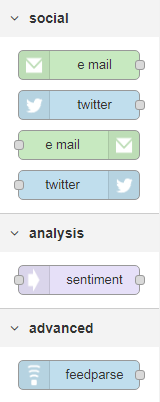 social
e mail
twitter
e mail
twitter
analysis
sentiment
advanced
feedparse